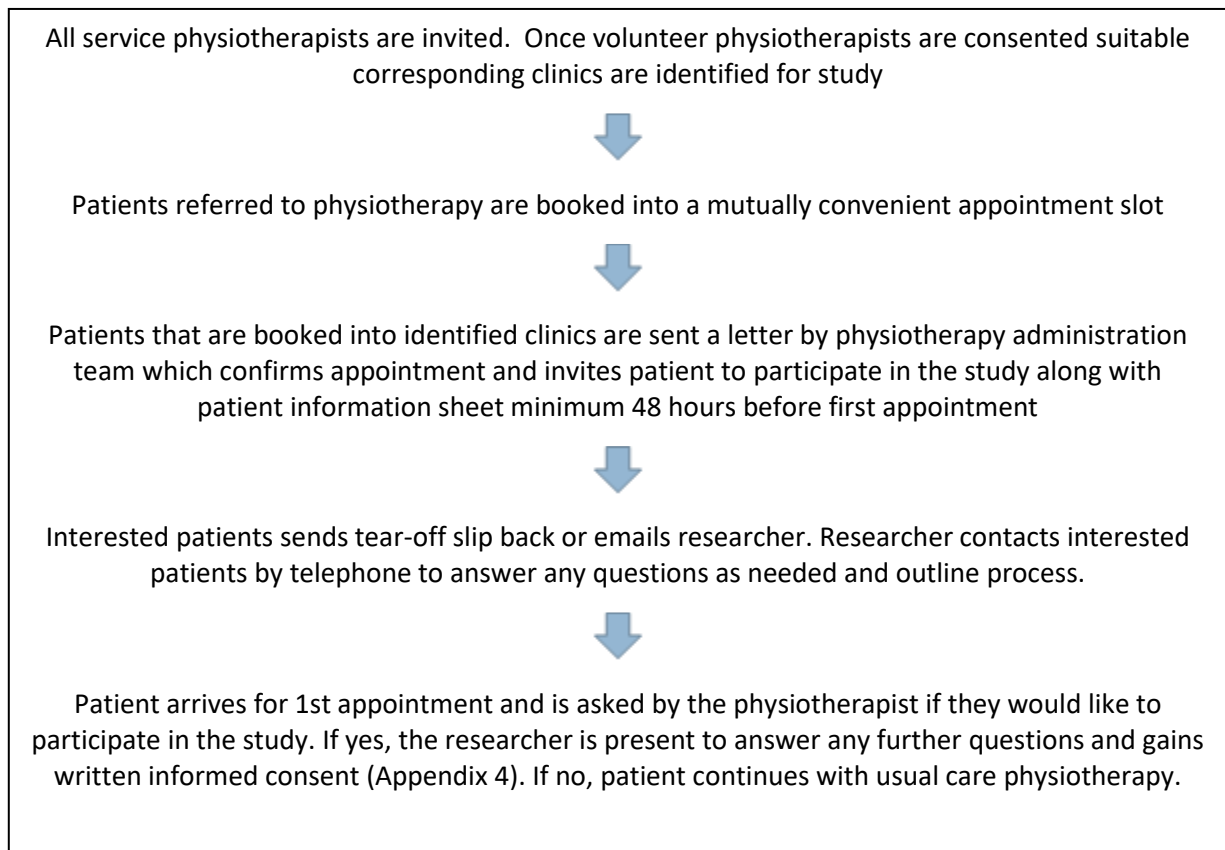 All service physiotherapists are invited.  Once volunteer physiotherapists are consented suitable
corresponding clinics are identified for study
Patients referred to physiotherapy are booked into a mutually convenient appointment slot
Patients that are booked into identified clinics are sent a letter by physiotherapy administration
team which confirms appointment and invites patient to participate in the study along with
patient information sheet minimum 48 hours before first appointment
Interested patients sends tear-off slip back or emails researcher. Researcher contacts interested
patients by telephone to answer any questions as needed and outline process.
Patient arrives for 1st appointment and is asked by the physiotherapist if they would like to
participate in the study. If yes, the researcher is present to answer any further questions and gains
written informed consent (Appendix 4). If no, patient continues with usual care physiotherapy.